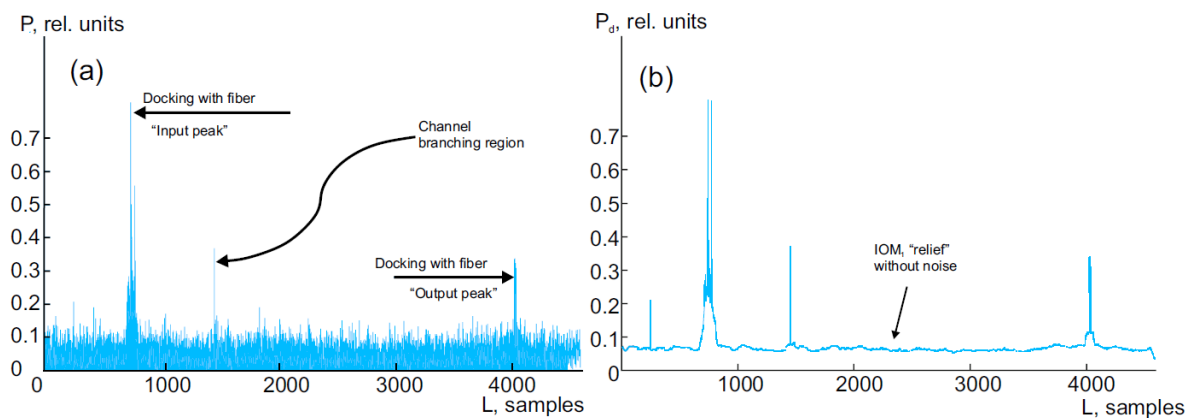 P, rel. units
(a)
Docking with fiber
“Input peak”
Channel
branching region
0.7
0.6
0.5
0.4
0.3
0.2
0.1
0
Docking with fiber
“Output peak”
0 1000 2000 3000 4000
L, samples
P_d, rel. units
(b)
0.7
0.6
0.5
0.4
0.3
0.2
0.1
0
IOM, “relief”
without noise
1000 2000 3000 4000
L, samples